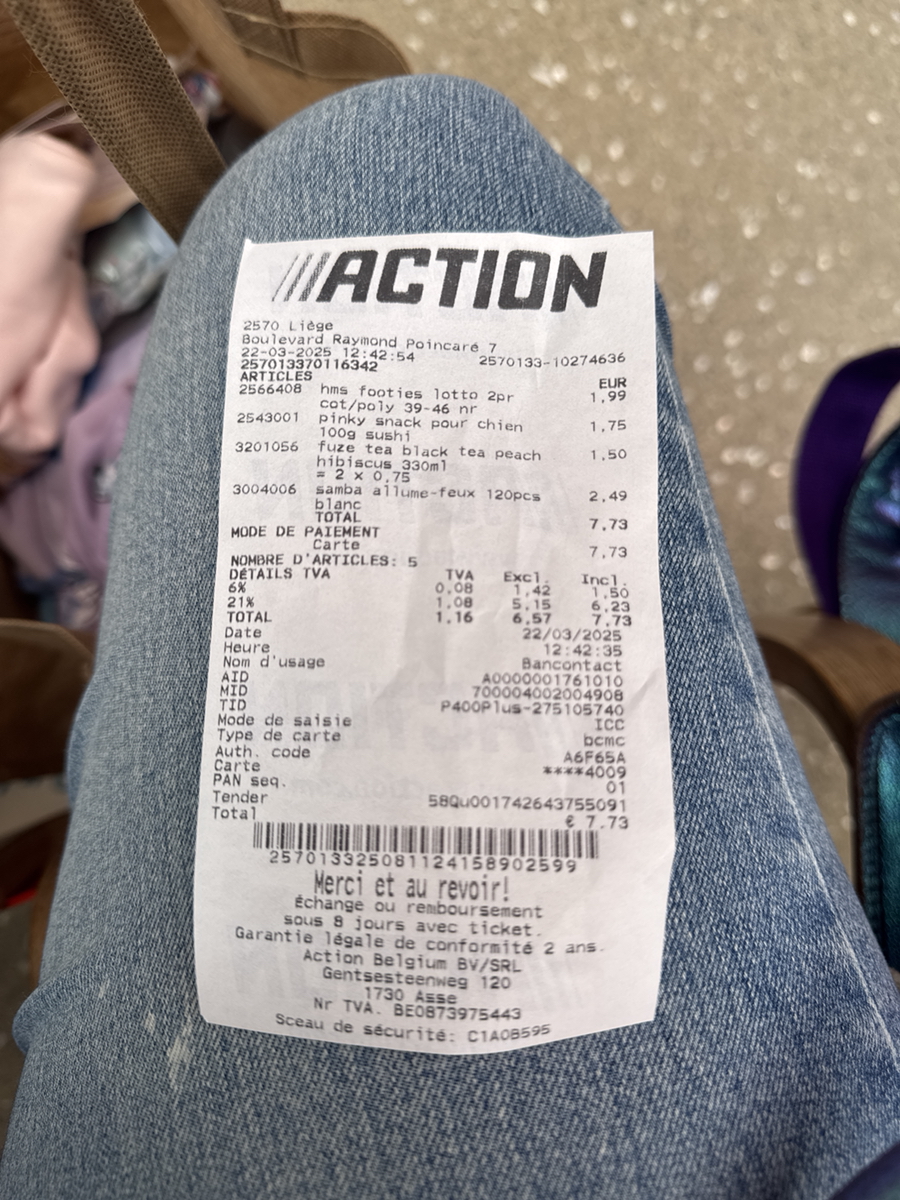 ///ACTION
2570 Liège
Boulevard Raymond Poincaré 7
22-03-2025 12:42:54 2570133-10274636
257013370116342
ARTICLES EUR
2566408 hms footies lotto 2pr 1,99
cot/poly 39-46 nr
2543001 pinky snack pour chien 1,75
100g sushi
3201056 fuze tea black tea peach 1,50
hibiscus 330ml
= 2 x 0,75
3004006 samba allume-feux 120pcs 2,49
blanc
TOTAL 7,73
MODE DE PAIEMENT
Carte 7,73
NOMBRE D'ARTICLES: 5
DÉTAILS TVA TVA Excl. Incl.
6% 0,08 1,42 1,50
21% 1,08 5,15 6,23
TOTAL 1,16 6,57 7,73
Date 22/03/2025
Heure 12:42:35
Nom d'usage Bancontact
AID A0000001761010
MID 700004002004908
TID P400Plus-275105740
Mode de saisie ICC
Type de carte bcmc
Auth. code A6F65A
Carte ****4009
PAN seq. 01
Tender 58Qu001742643755091
Total € 7,73
257013325081124158902599
Merci et au revoir!
Échange ou remboursement
sous 8 jours avec ticket.
Garantie légale de conformité 2 ans.
Action Belgium BV/SRL
Gentsesteenweg 120
1730 Asse
Nr TVA. BE0873975443
Sceau de sécurité: C1A0B595